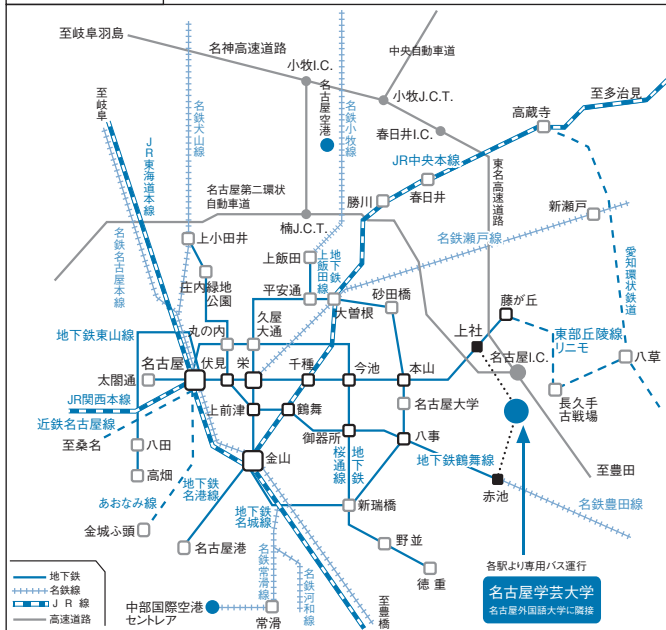 至岐阜羽島
名神高速道路
中央自動車道
小牧I.C.
小牧J.C.T.
至多治見
至岐阜
名鉄犬山線
名古屋空港
名鉄小牧線
春日井I.C.
高蔵寺
JR東海道本線
JR中央本線
東名高速道路
春日井
勝川
名古屋第二環状
自動車道
新瀬戸
楠J.C.T.
名鉄名古屋本線
上小田井
名鉄瀬戸線
愛知環状鉄道
上飯田
地下鉄
上飯田線
庄内緑地
公園
平安通
大曽根
砂田橋
藤が丘
丸の内
久屋
大通
地下鉄東山線
上社
東部丘陵線
リニモ
名古屋
伏見
栄
千種
今池
本山
名古屋I.C.
八草
太閤通
JR関西本線
上前津
鶴舞
名古屋大学
長久手
古戦場
近鉄名古屋線
至桑名
八田
御器所
八事
金山
地下鉄
桜通線
地下鉄鶴舞線
高畑
地下鉄
名港線
至豊田
赤池
あおなみ線
地下鉄
名城線
新瑞橋
名鉄豊田線
金城ふ頭
名古屋港
野並
名鉄常滑線
名鉄河和線
徳重
各駅より専用バス運行
名古屋学芸大学
名古屋外国語大学に隣接
地下鉄
名鉄線
JR線
高速道路
中部国際空港
セントレア
常滑
至豊橋